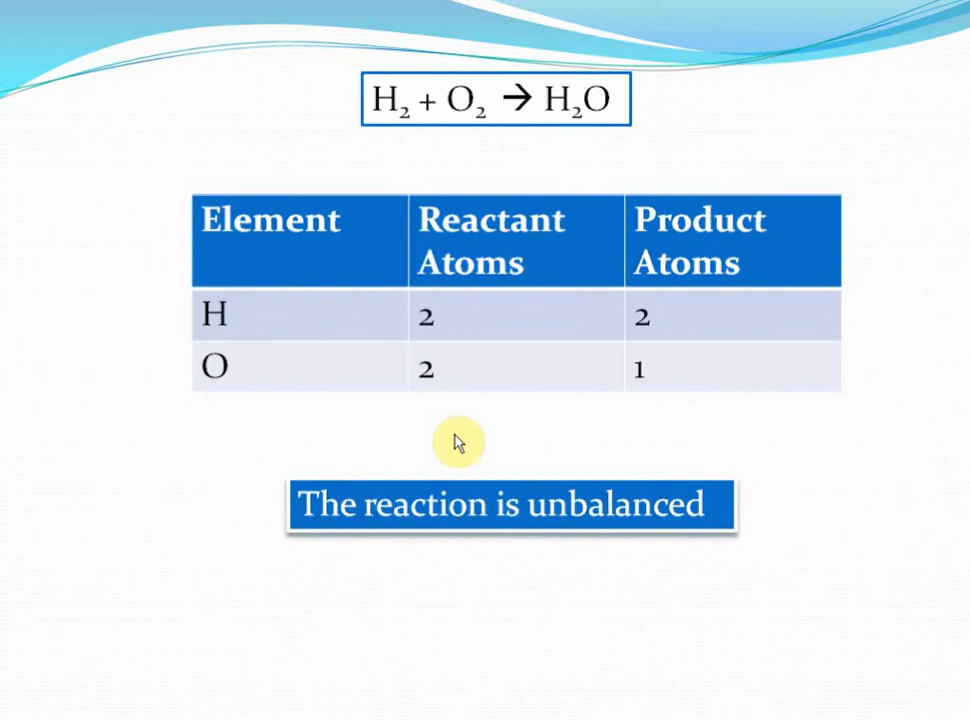 H₂ + O₂ → H₂O
Element Reactant Atoms Product Atoms
H 2 2
O 2 1
The reaction is unbalanced